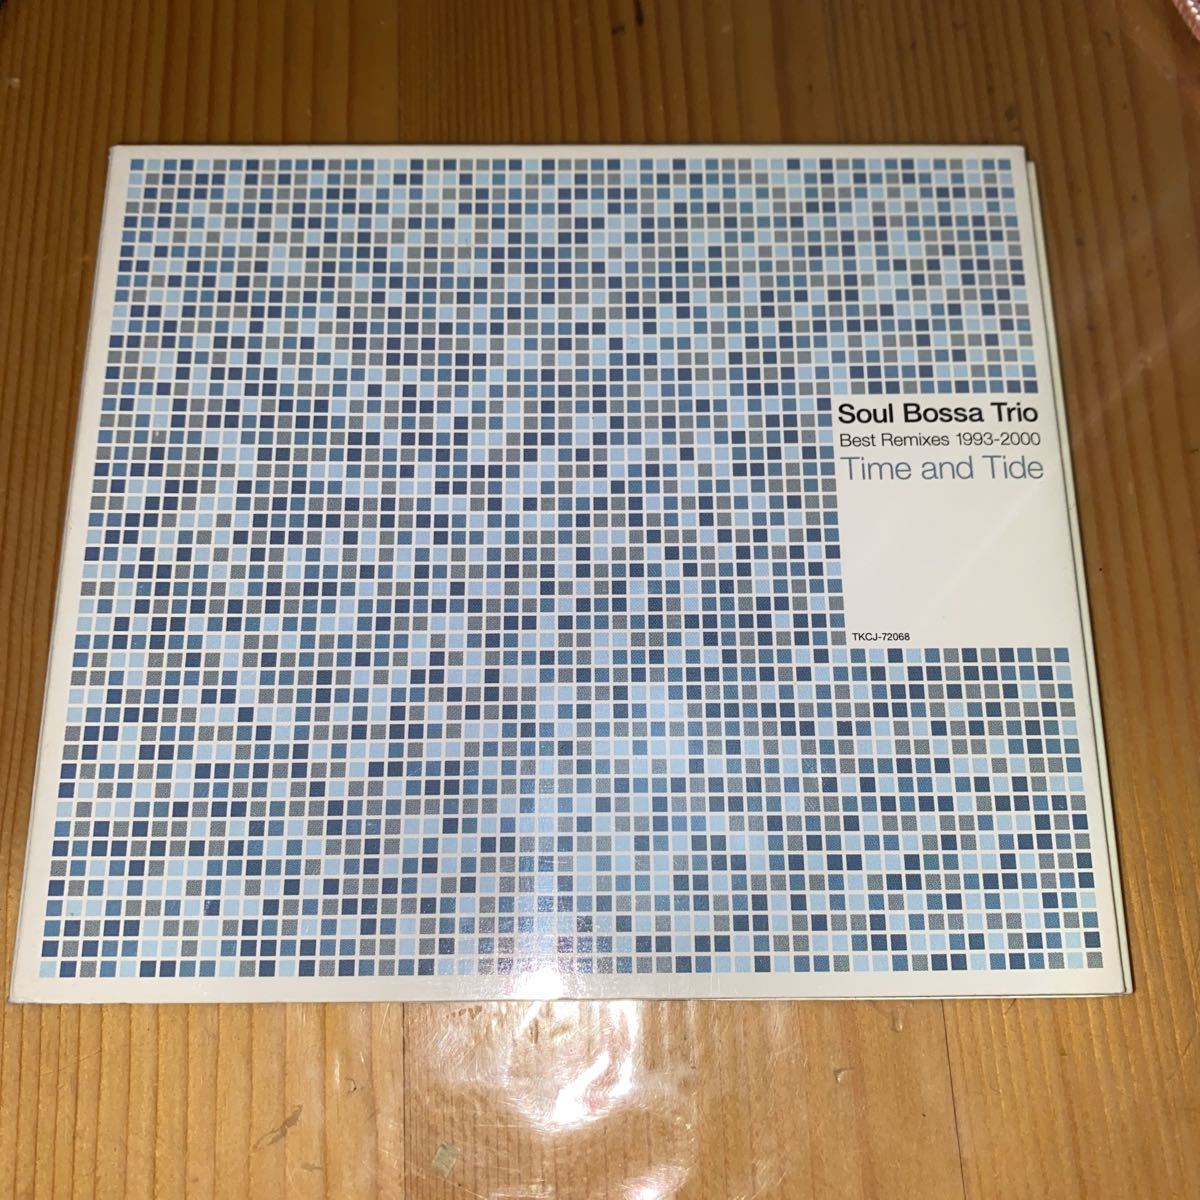 Soul Bossa Trio
Best Remixes 1993-2000
Time and Tide
TKCJ-72068